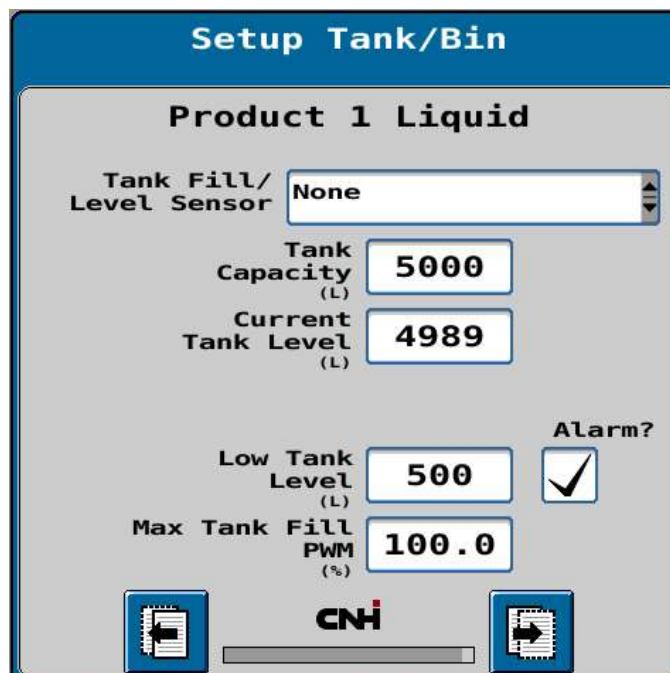 Setup Tank/Bin
Product 1 Liquid
Tank Fill/
Level Sensor
None
Tank
Capacity
(L)
5000
Current
Tank Level
(L)
4989
Alarm?
Low Tank
Level
(L)
500
Max Tank Fill
PWM
(%)
100.0
CNHi